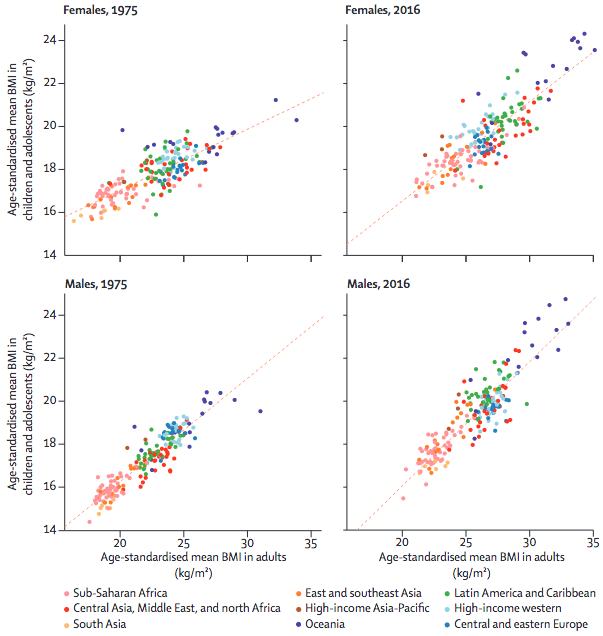 Females, 1975
Females, 2016
Age-standardised mean BMI in
children and adolescents (kg/m²)
24
22
20
18
16
14
Males, 1975
Males, 2016
Age-standardised mean BMI in
children and adolescents (kg/m²)
24
22
20
18
16
14
20 25 30 35
20 25 30 35
Age-standardised mean BMI in adults
(kg/m²)
Age-standardised mean BMI in adults
(kg/m²)
Sub-Saharan Africa
East and southeast Asia
Latin America and Caribbean
Central Asia, Middle East, and north Africa
High-income Asia-Pacific
High-income western
South Asia
Oceania
Central and eastern Europe